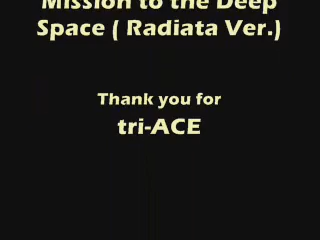 Mission to the Deep
Space ( Radiata Ver.)
Thank you for
tri-ACE